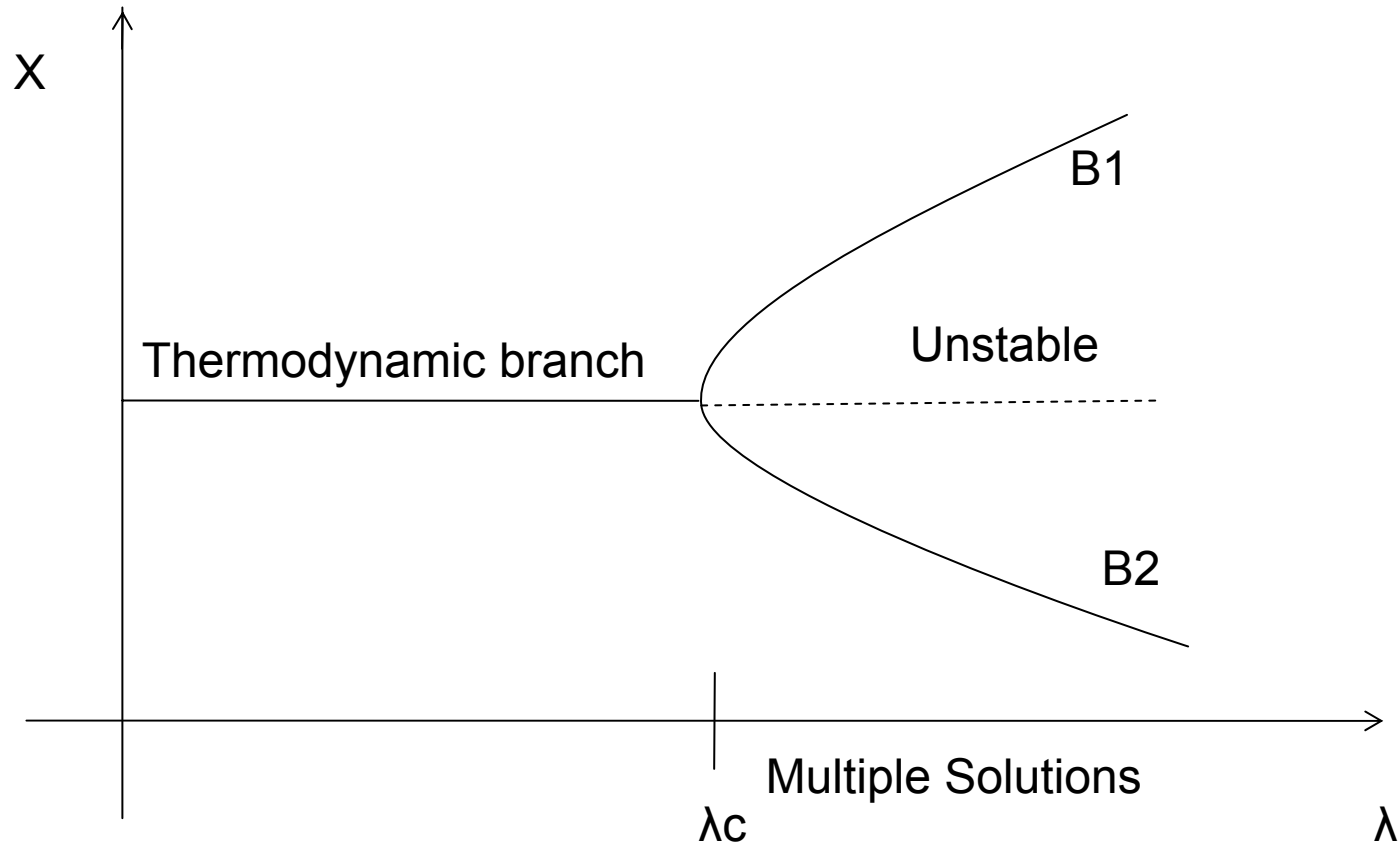 X
B1
Unstable
Thermodynamic branch
B2
Multiple Solutions
λc
λ